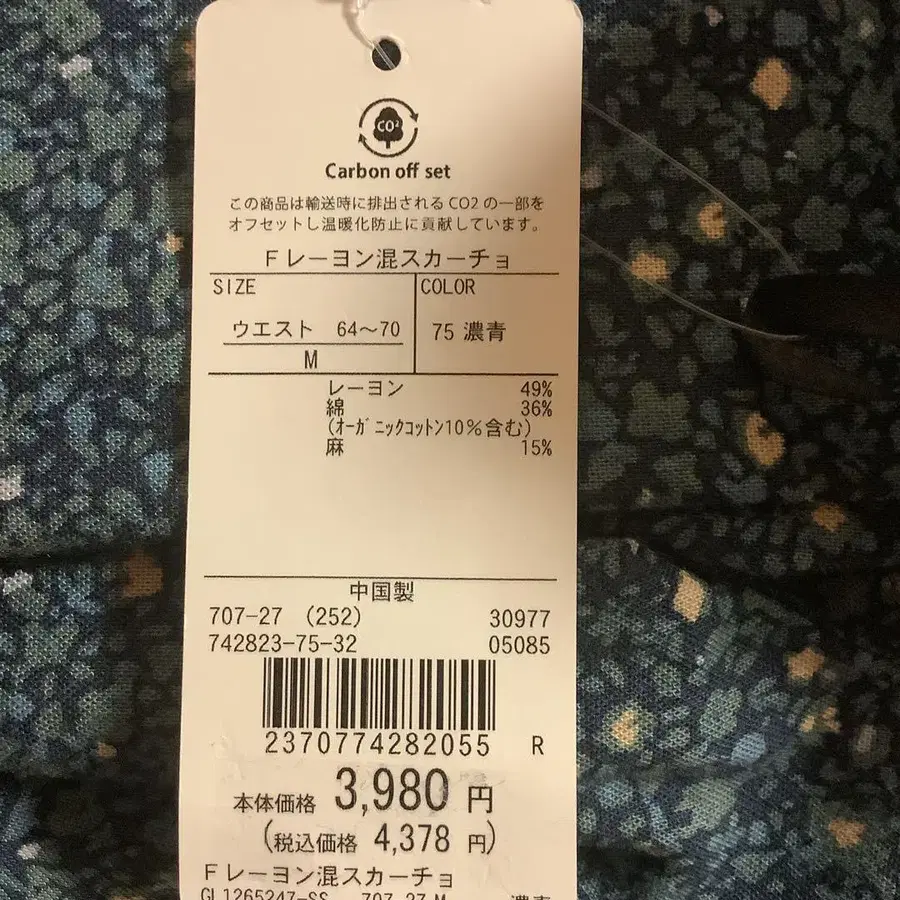 CO²
Carbon off set
この商品は輸送時に排出されるCO2の一部を
オフセットし温暖化防止に貢献しています。
Fレーヨン混スカーチョ
SIZE COLOR
ウエスト 64～70 75 濃青
M
レーヨン 49%
綿 36%
(ｵｰｶﾞﾆｯｸｺｯﾄﾝ10%含む)
麻 15%
中国製
707-27 (252) 30977
742823-75-32 05085
2370774282055 R
本体価格 3,980 円
(税込価格 4,378 円)
Fレーヨン混スカーチョ
GL1265247-SS 707-27-M 濃青